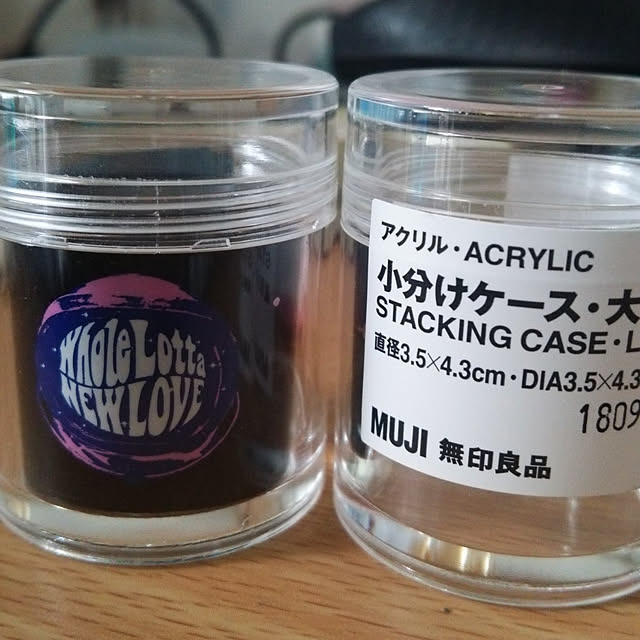 Whole Lotta
NEW LOVE
アクリル・ACRYLIC
小分けケース・大
STACKING CASE・L
直径3.5×4.3cm・DIA3.5×4.3
1809
MUJI 無印良品